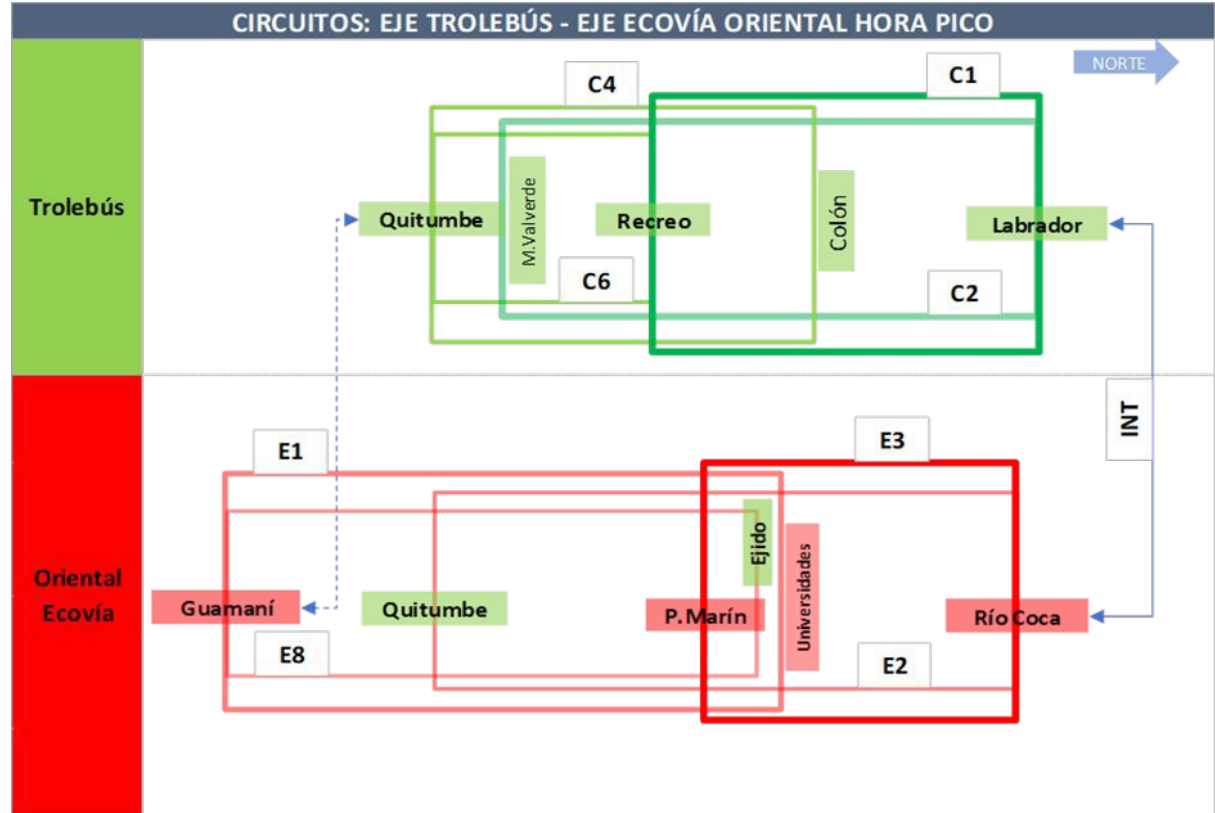 CIRCUITOS: EJE TROLEBÚS - EJE ECOVÍA ORIENTAL HORA PICO
NORTE
C4
C1
Trolebús
Quitumbe
M.Valverde
Recreo
Colón
Labrador
C6
C2
INT
E1
E3
Oriental
Ecovía
Guamaní
Quitumbe
P.Marín
Ejido
Universidades
Río Coca
E8
E2